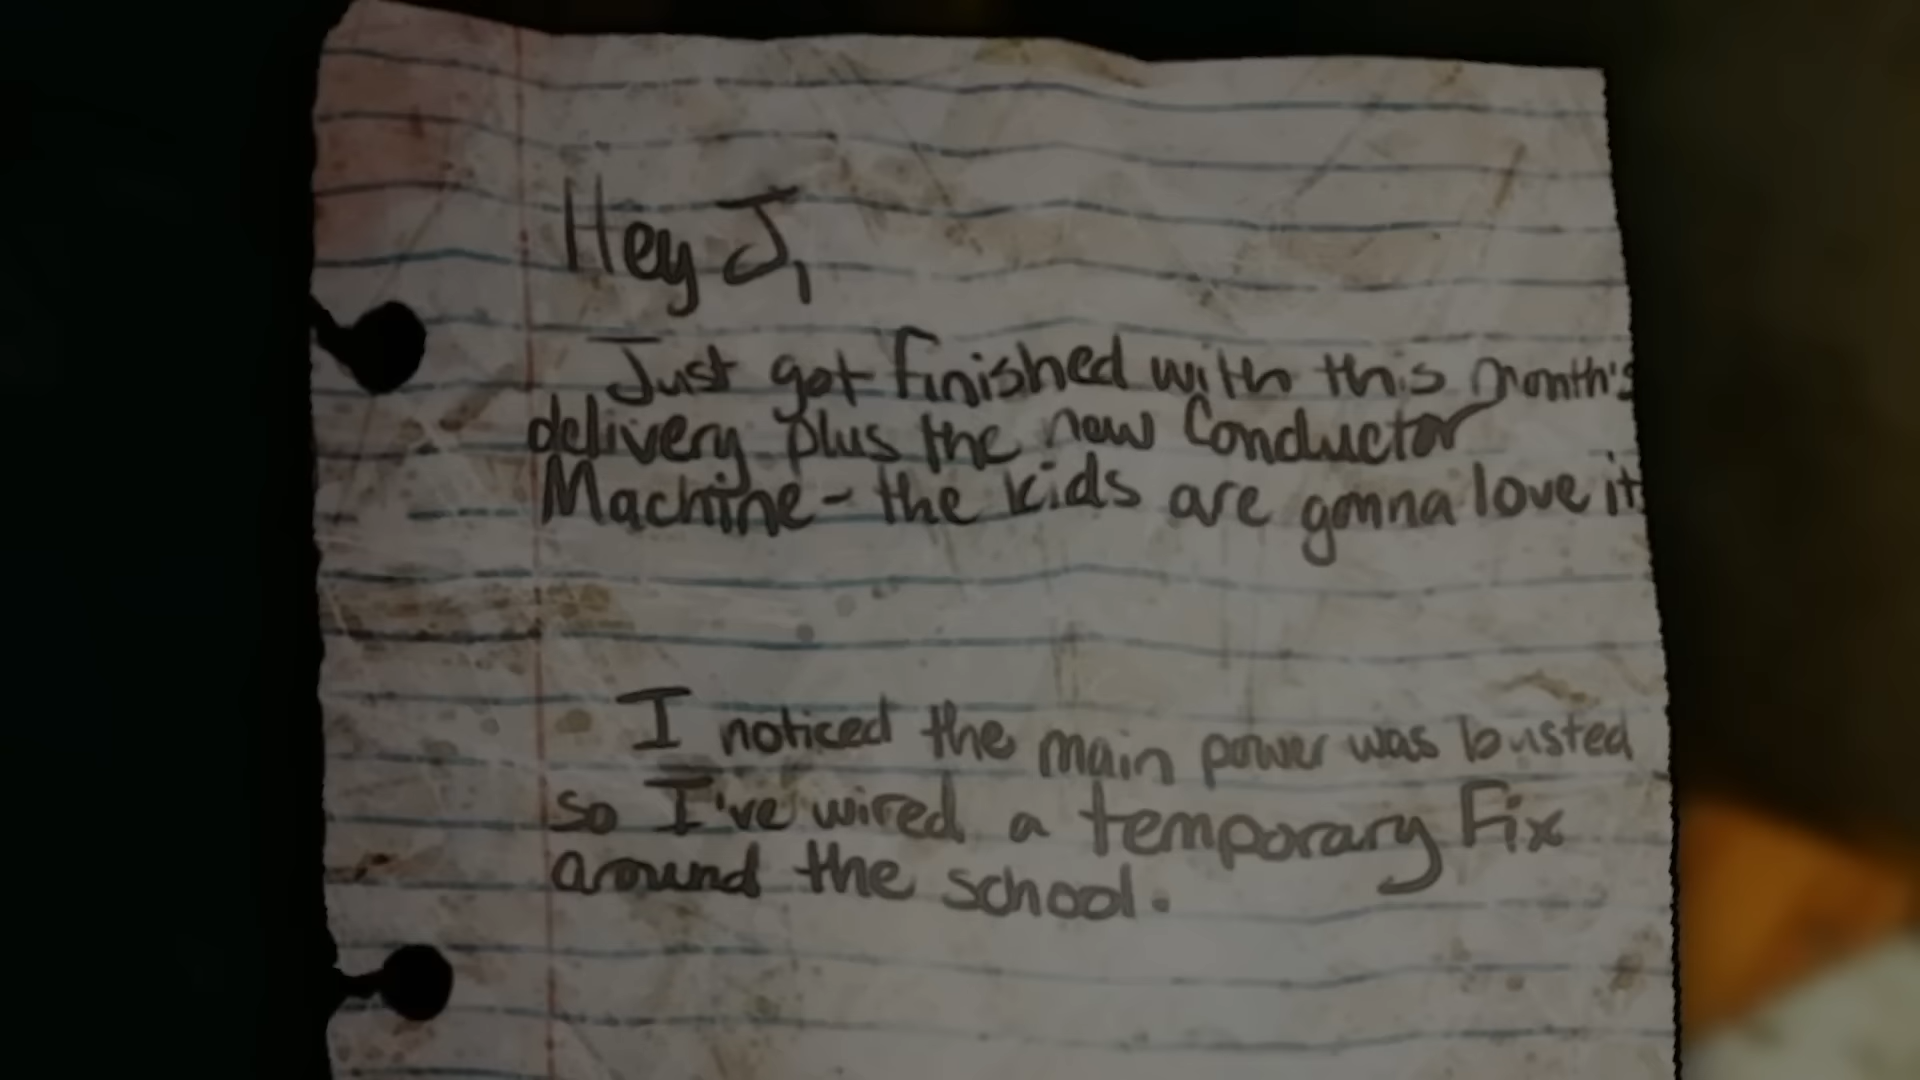 Hey J,
Just got finished with this month's
delivery plus the new Conductor
Machine - the kids are gonna love it
I noticed the main power was busted
so I've wired a temporary Fix
around the school.